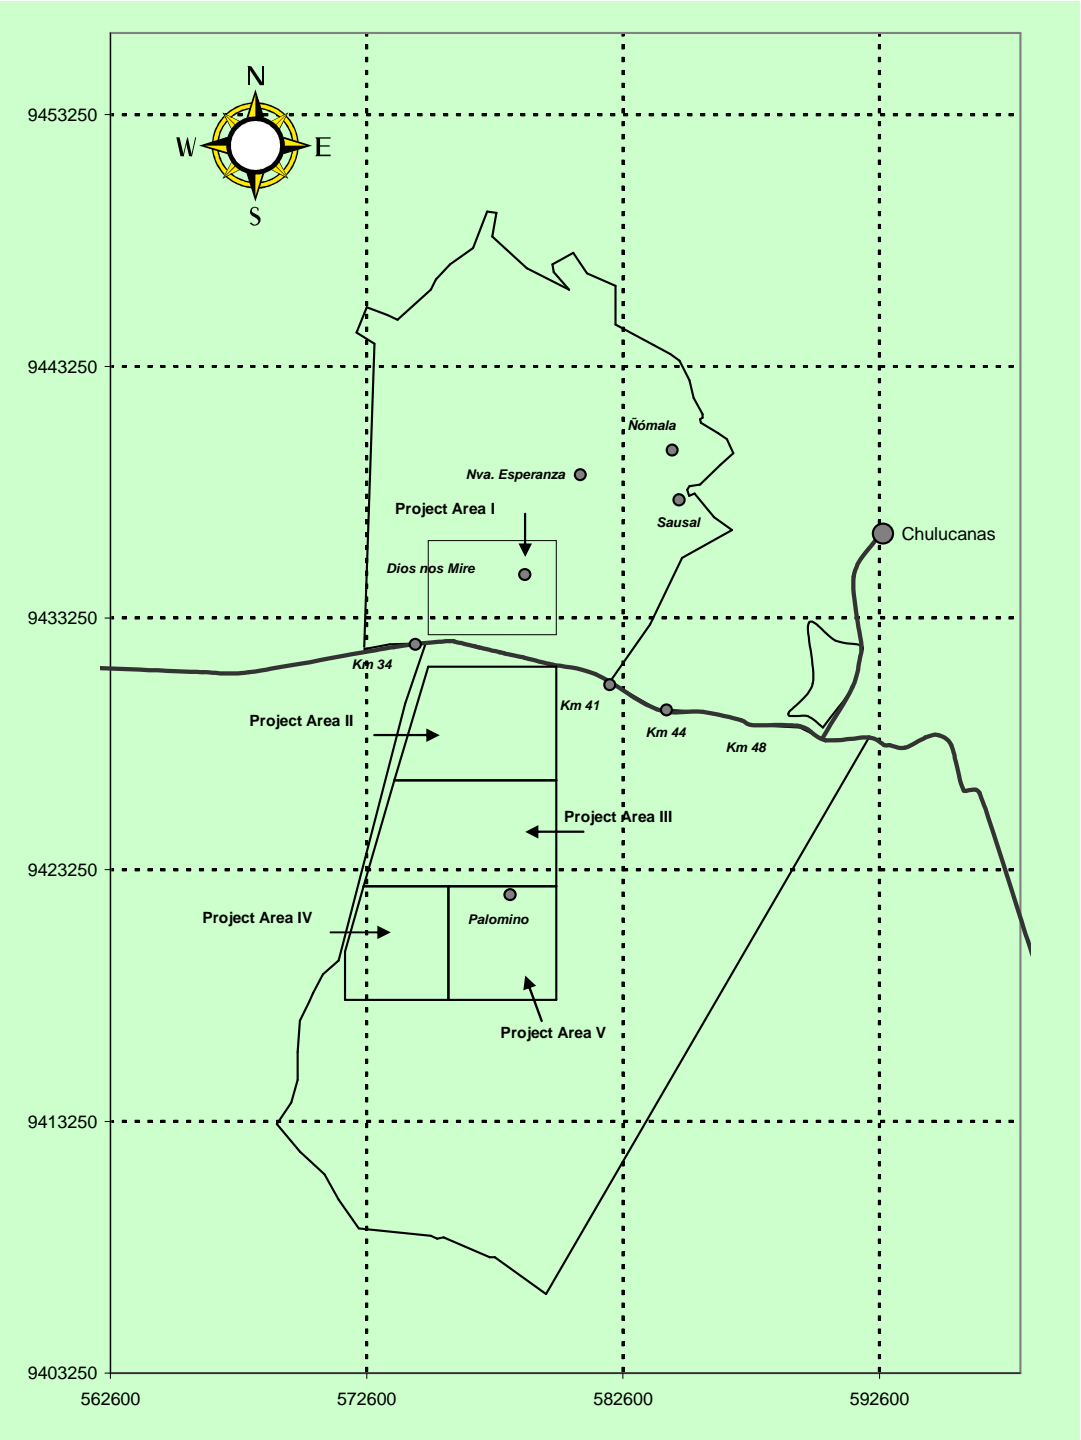 N
9453250
W E
S
9443250
Ñómala
Nva. Esperanza
Project Area I
Sausal
Chulucanas
Dios nos Mire
9433250
Km 34
Km 41
Project Area II
Km 44
Km 48
Project Area III
9423250
Project Area IV
Palomino
Project Area V
9413250
9403250
562600 572600 582600 592600